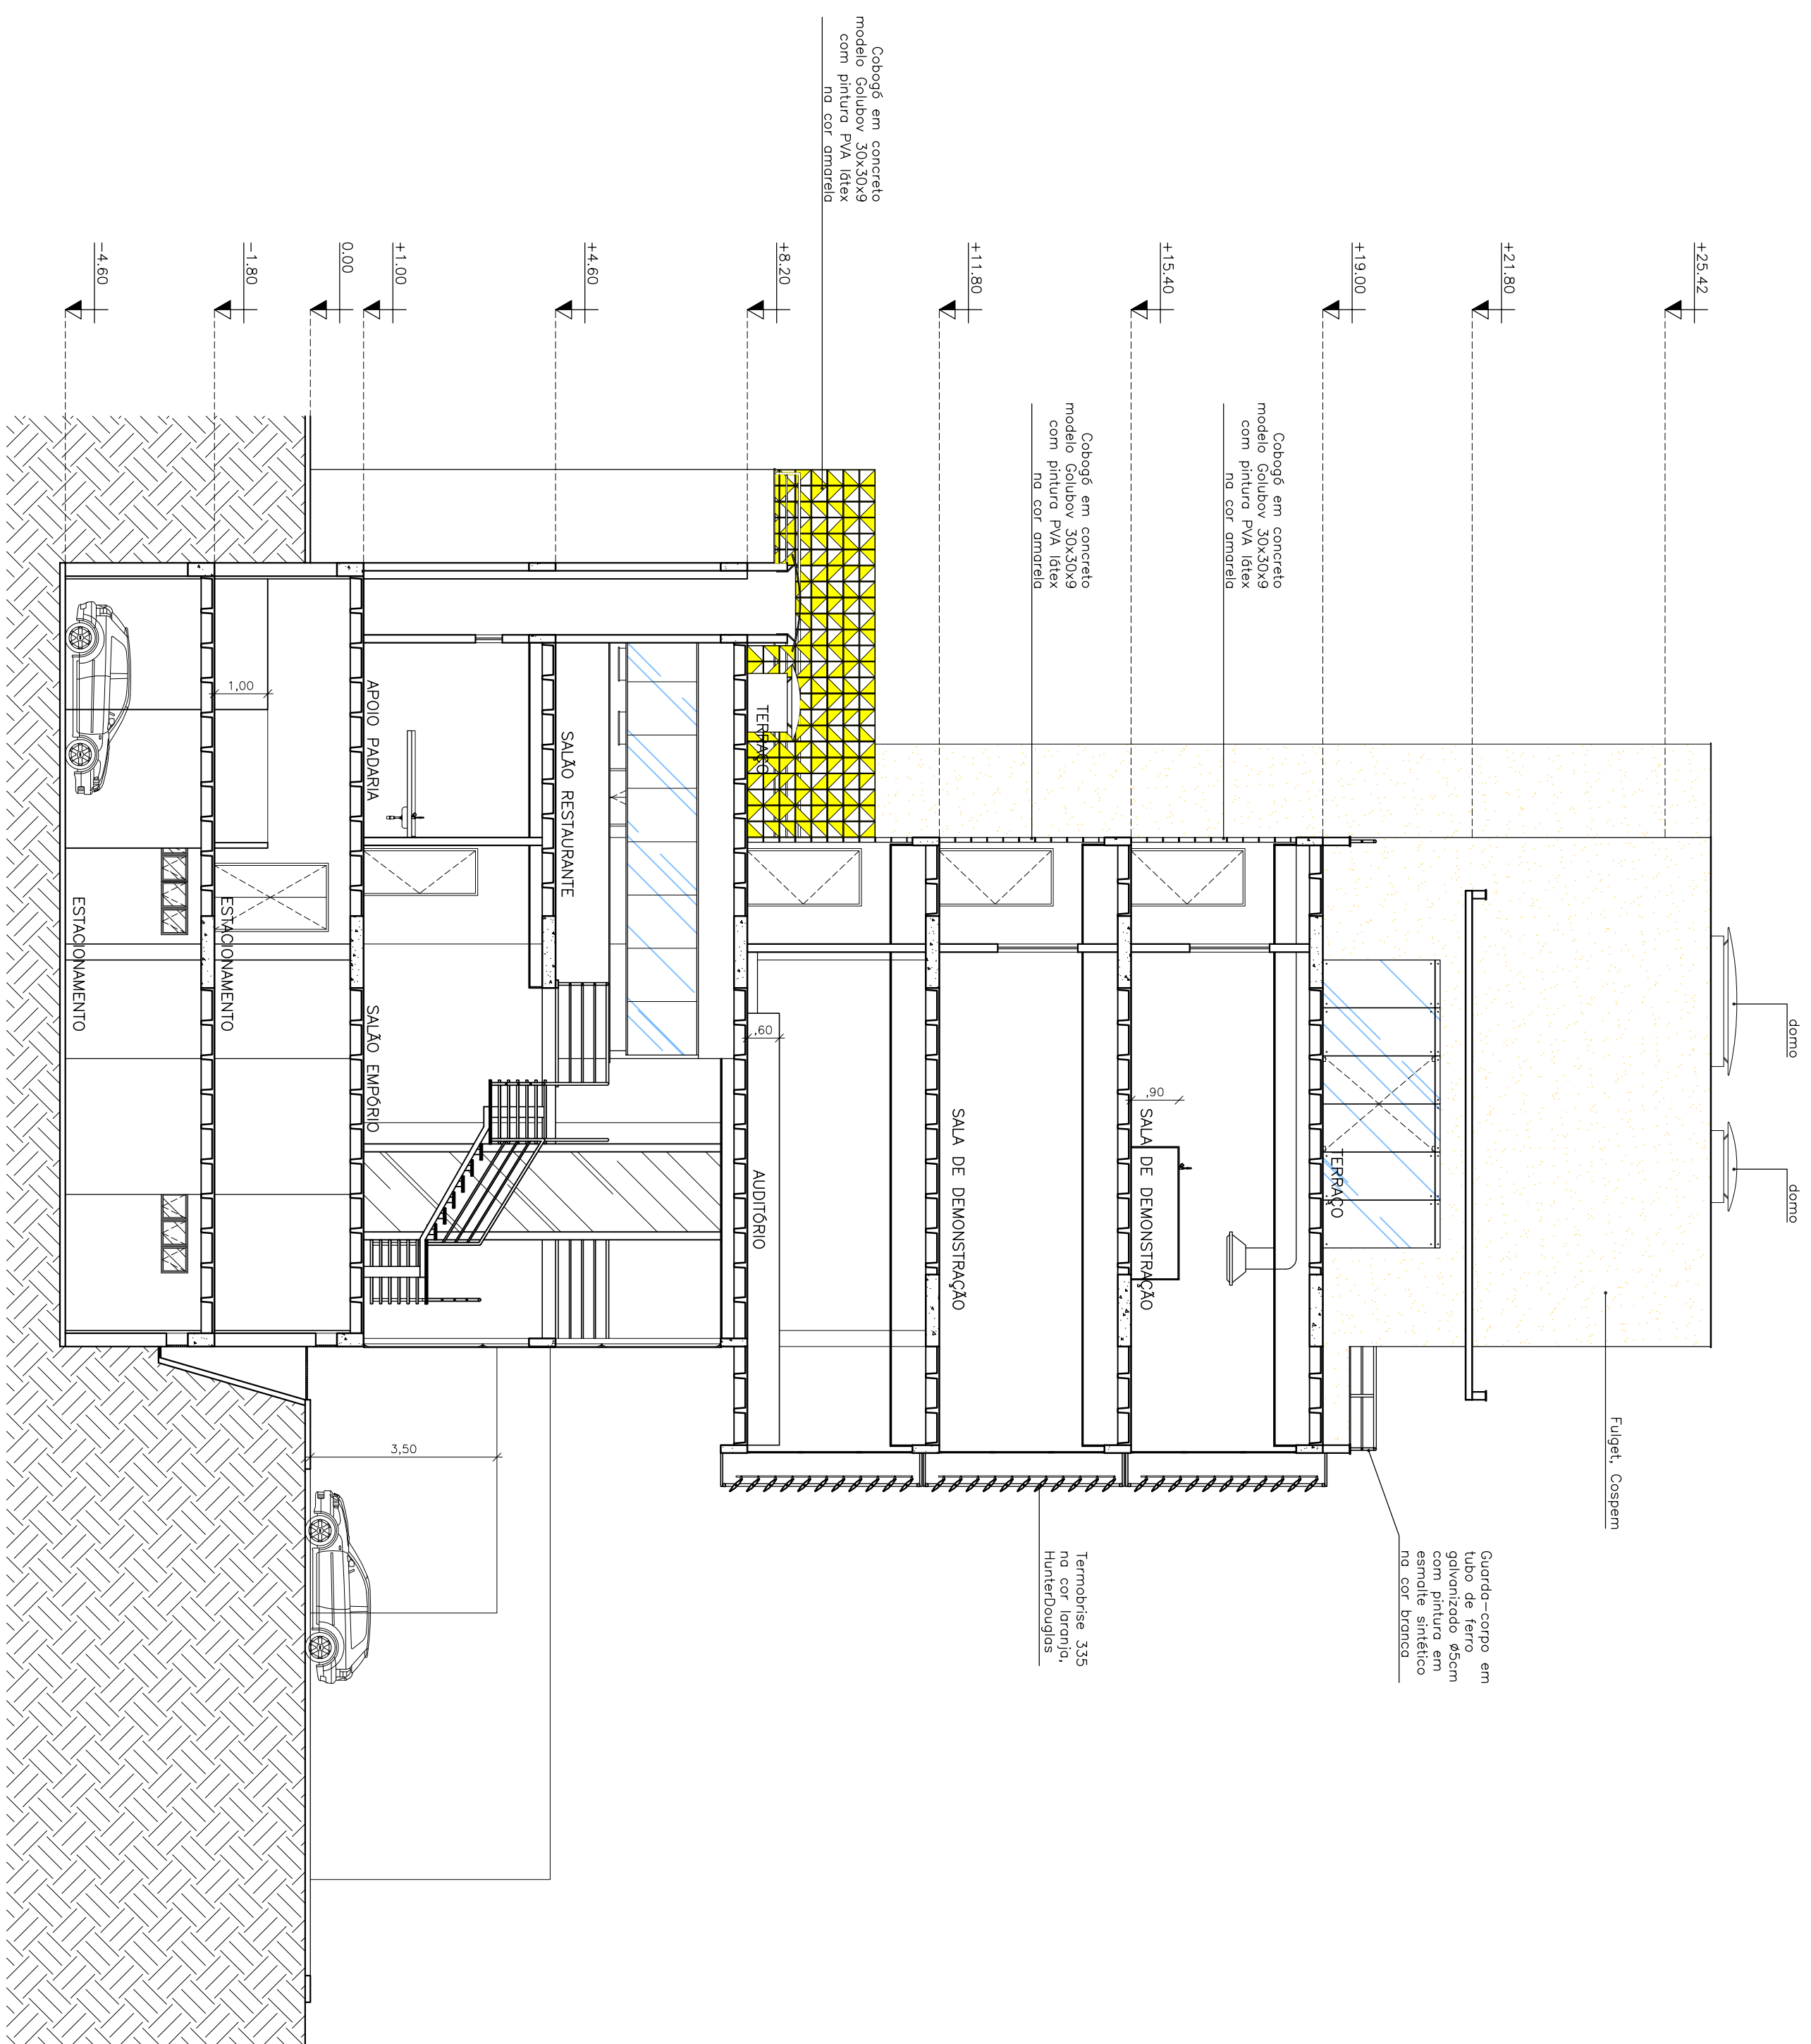 domo
domo
+25.42
Fulget, Cospem
+21.80
Guarda-corpo em
tubo de ferro
galvanizado ø5cm
com pintura em
esmalte sintético
na cor branca
+19.00
TERRAÇO
Cobogó em concreto
modelo Golubov 30x30x9
com pintura PVA látex
na cor amarela
+15.40
,90
SALA DE DEMONSTRAÇÃO
Cobogó em concreto
modelo Golubov 30x30x9
com pintura PVA látex
na cor amarela
Termobrise 335
na cor laranja,
HunterDouglas
+11.80
SALA DE DEMONSTRAÇÃO
Cobogó em concreto
modelo Golubov 30x30x9
com pintura PVA látex
na cor amarela
+8.20
TERRAÇO
,60
AUDITÓRIO
+4.60
SALÃO RESTAURANTE
3,50
+1.00
APOIO PADARIA
SALÃO EMPÓRIO
0.00
1,00
-1.80
ESTACIONAMENTO
-4.60
ESTACIONAMENTO